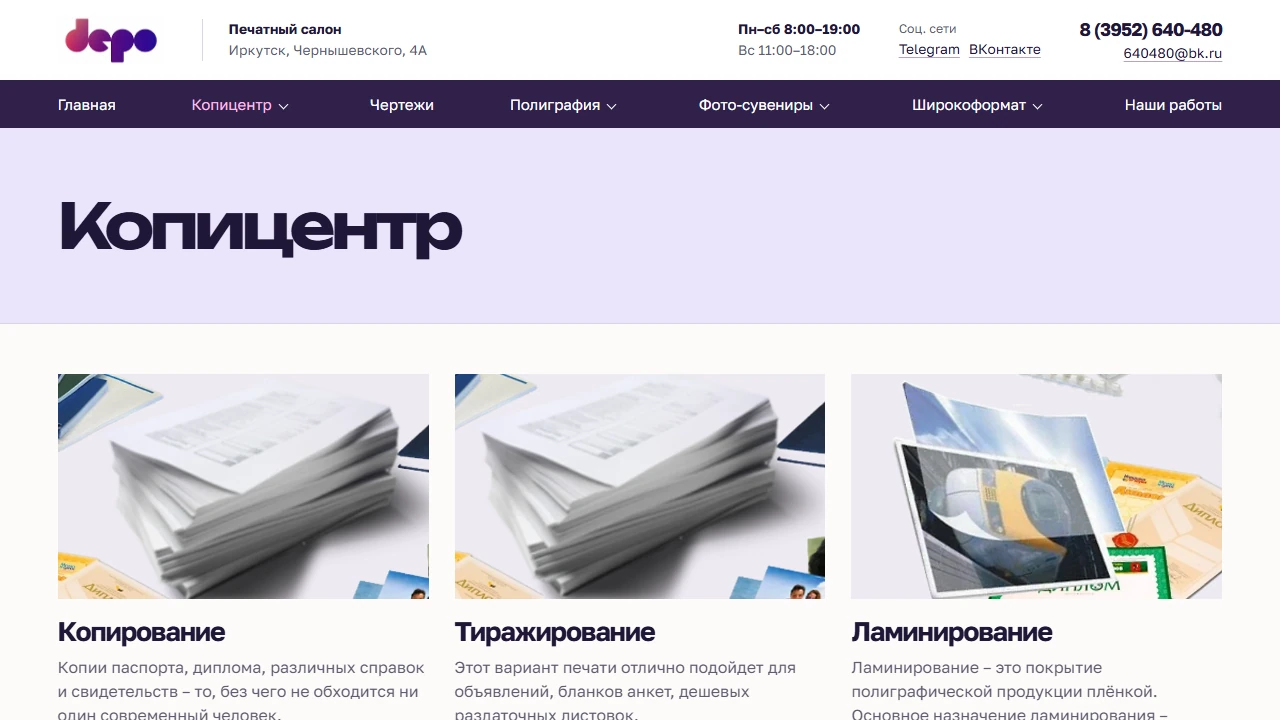 depo
Печатный салон
Иркутск, Чернышевского, 4А
Пн–сб 8:00–19:00
Вс 11:00–18:00
Соц. сети
Telegram ВКонтакте
8 (3952) 640-480
640480@bk.ru
Главная
Копицентр
Чертежи
Полиграфия
Фото-сувениры
Широкоформат
Наши работы
Копицентр
ДИПЛОМ
Копирование
Копии паспорта, диплома, различных справок
и свидетельств – то, без чего не обходится ни
один современный человек.
Тиражирование
Этот вариант печати отлично подойдет для
объявлений, бланков анкет, дешевых
раздаточных листовок.
Ламинирование
Ламинирование – это покрытие
полиграфической продукции плёнкой.
Основное назначение ламинирования –